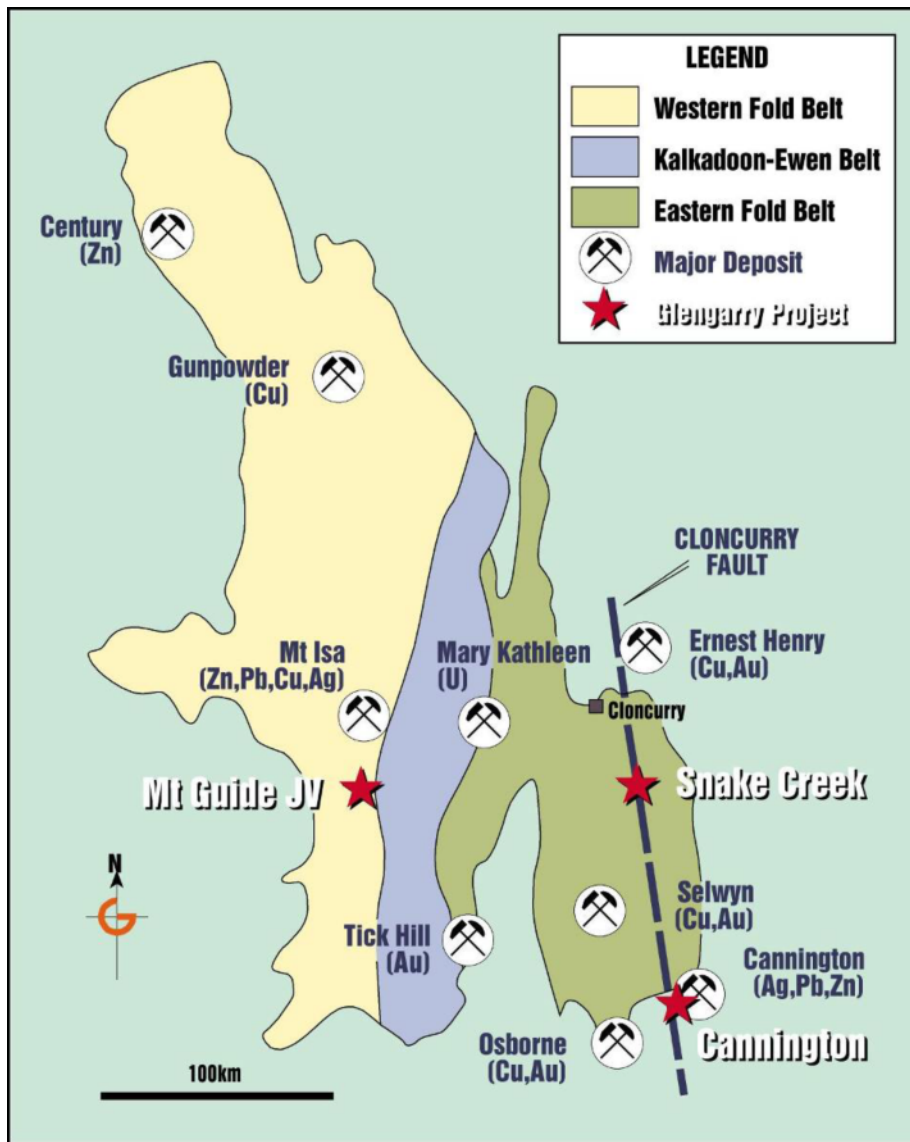 LEGEND
Western Fold Belt
Kalkadoon-Ewen Belt
Eastern Fold Belt
Major Deposit
Glengarry Project
Century
(Zn)
Gunpowder
(Cu)
CLONCURRY
FAULT
Mt Isa
(Zn,Pb,Cu,Ag)
Mary Kathleen
(U)
Ernest Henry
(Cu,Au)
Cloncurry
Mt Guide JV
Snake Creek
N
Selwyn
(Cu,Au)
Tick Hill
(Au)
Cannington
(Ag,Pb,Zn)
Osborne
(Cu,Au)
Cannington
100km